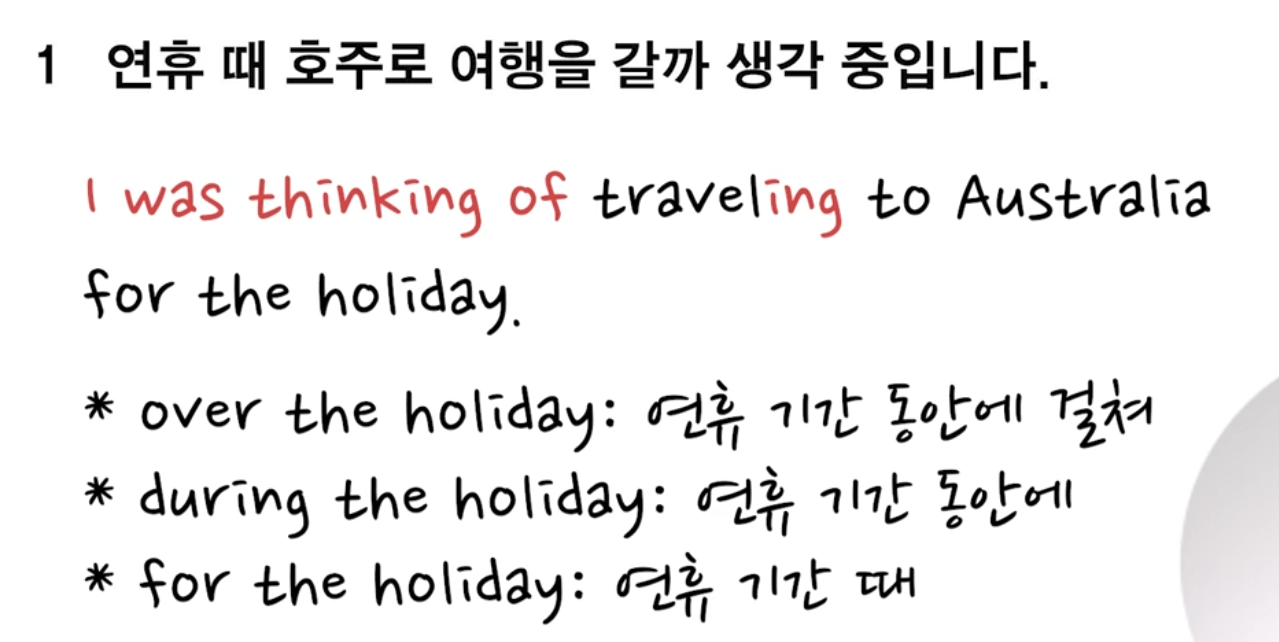 1 연휴 때 호주로 여행을 갈까 생각 중입니다.
I was thinking of traveling to Australia
for the holiday.
* over the holiday: 연휴 기간 동안에 걸쳐
* during the holiday: 연휴 기간 동안에
* for the holiday: 연휴 기간 때